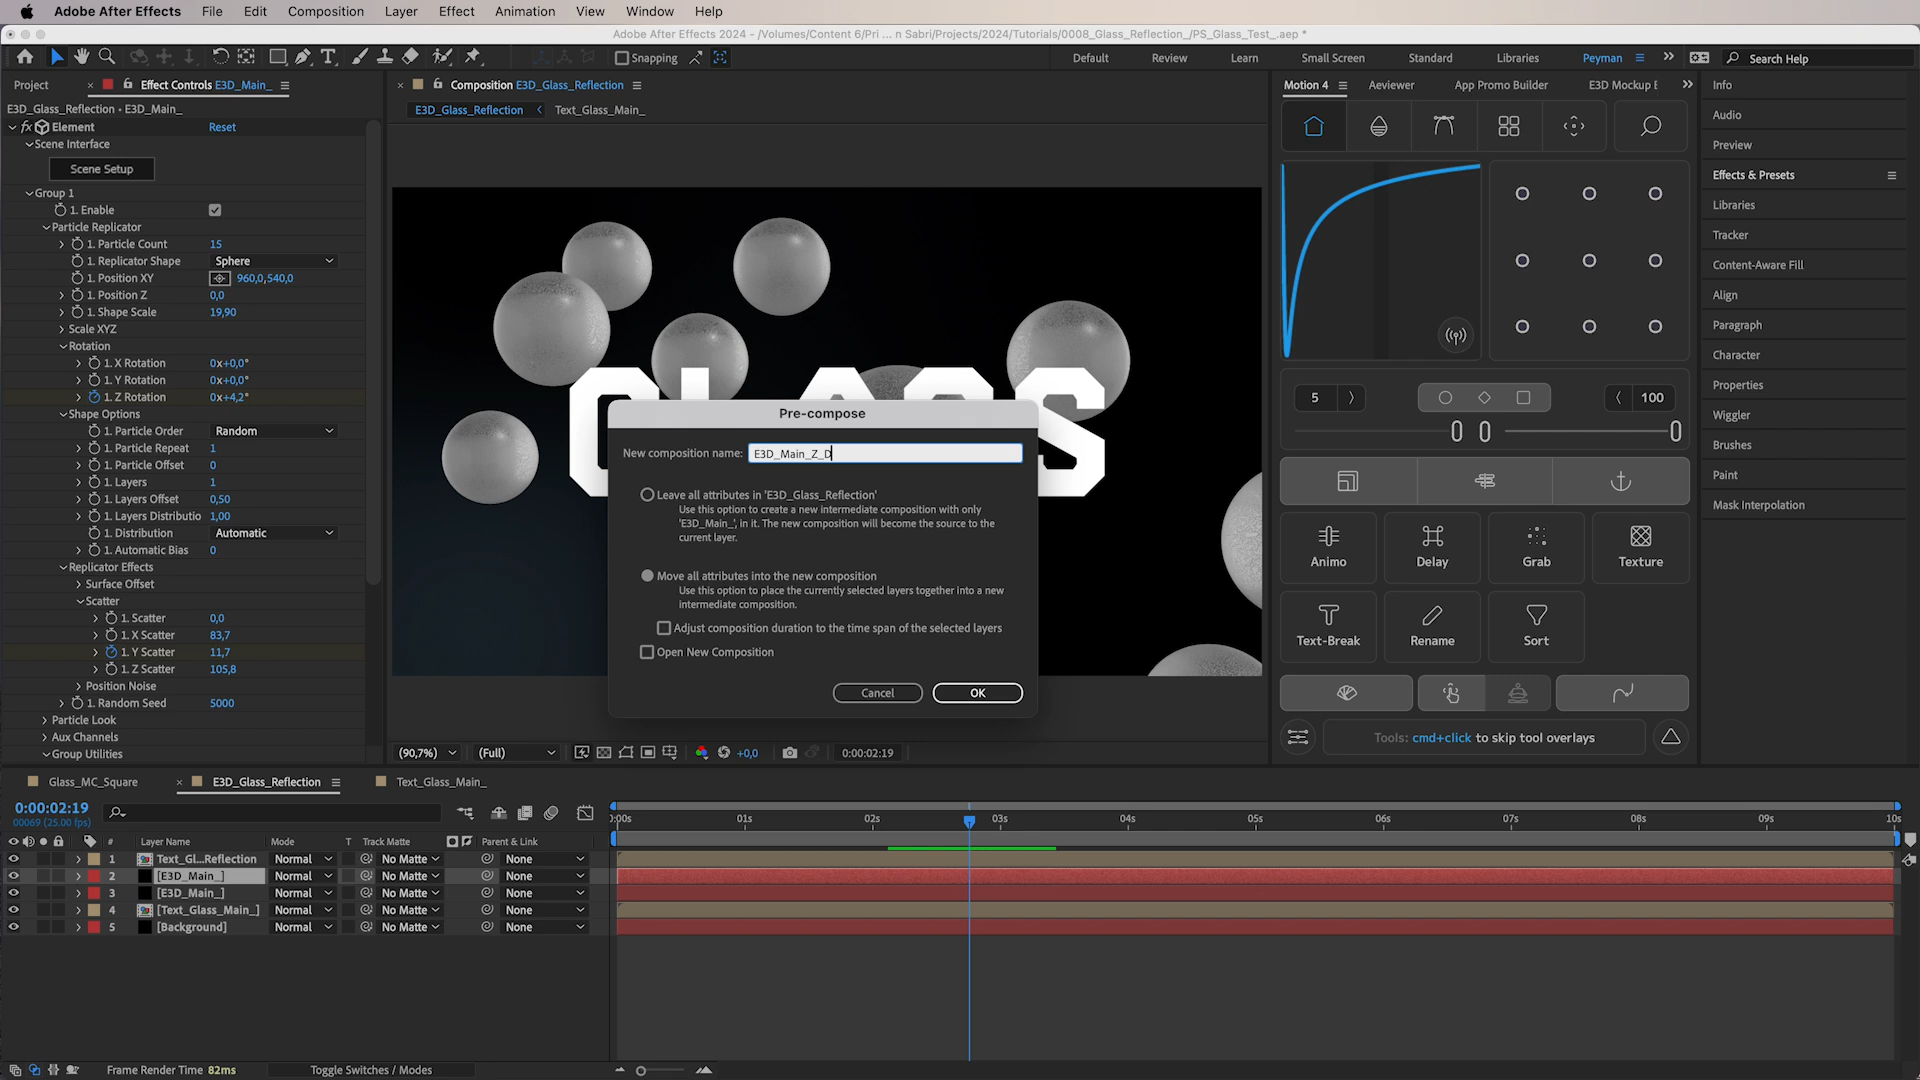 Adobe After Effects File Edit Composition Layer Effect Animation View Window Help
Adobe After Effects 2024 - /Volumes/Content 6/Pri ... n Sabri/Projects/2024/Tutorials/0008_Glass_Reflection_/PS_Glass_Test_.aep *
Snapping Default Review Learn Small Screen Standard Libraries Peyman Search Help
Project Effect Controls E3D_Main_
E3D_Glass_Reflection • E3D_Main_
fx Element Reset
Scene Interface
Scene Setup
Group 1
1. Enable
Particle Replicator
1. Particle Count 15
1. Replicator Shape Sphere
1. Position XY 960,0,540,0
1. Position Z 0,0
1. Shape Scale 19,90
Scale XYZ
Rotation
1. X Rotation 0x+0,0°
1. Y Rotation 0x+0,0°
1. Z Rotation 0x+4,2°
Shape Options
1. Particle Order Random
1. Particle Repeat 1
1. Particle Offset 0
1. Layers 1
1. Layers Offset 0,50
1. Layers Distributio 1,00
1. Distribution Automatic
1. Automatic Bias 0
Replicator Effects
Surface Offset
Scatter
1. Scatter 0,0
1. X Scatter 83,7
1. Y Scatter 11,7
1. Z Scatter 105,8
Position Noise
1. Random Seed 5000
Particle Look
Aux Channels
Group Utilities
Composition E3D_Glass_Reflection
E3D_Glass_Reflection Text_Glass_Main_
GLASS
Pre-compose
New composition name: E3D_Main_Z_D
Leave all attributes in 'E3D_Glass_Reflection'
Use this option to create a new intermediate composition with only
'E3D_Main_', in it. The new composition will become the source to the
current layer.
Move all attributes into the new composition
Use this option to place the currently selected layers together into a new
intermediate composition.
Adjust composition duration to the time span of the selected layers
Open New Composition
Cancel OK
(90,7%) (Full) +0,0 0:00:02:19
Motion 4 Aeviewer App Promo Builder E3D Mockup E
5 100
0 0 0
Animo Delay Grab Texture
Text-Break Rename Sort
Tools: cmd+click to skip tool overlays
Info
Audio
Preview
Effects & Presets
Libraries
Tracker
Content-Aware Fill
Align
Paragraph
Character
Properties
Wiggler
Brushes
Paint
Mask Interpolation
Glass_MC_Square E3D_Glass_Reflection Text_Glass_Main_
0:00:02:19
00069 (25.00 fps)
):00s 01s 02s 03s 04s 05s 06s 07s 08s 09s 10s
# Layer Name Mode T Track Matte Parent & Link
1 Text_Gl...Reflection Normal No Matte None
2 [E3D_Main_] Normal No Matte None
3 [E3D_Main_] Normal No Matte None
4 [Text_Glass_Main_] Normal No Matte None
5 [Background] Normal No Matte None
Frame Render Time 82ms Toggle Switches / Modes